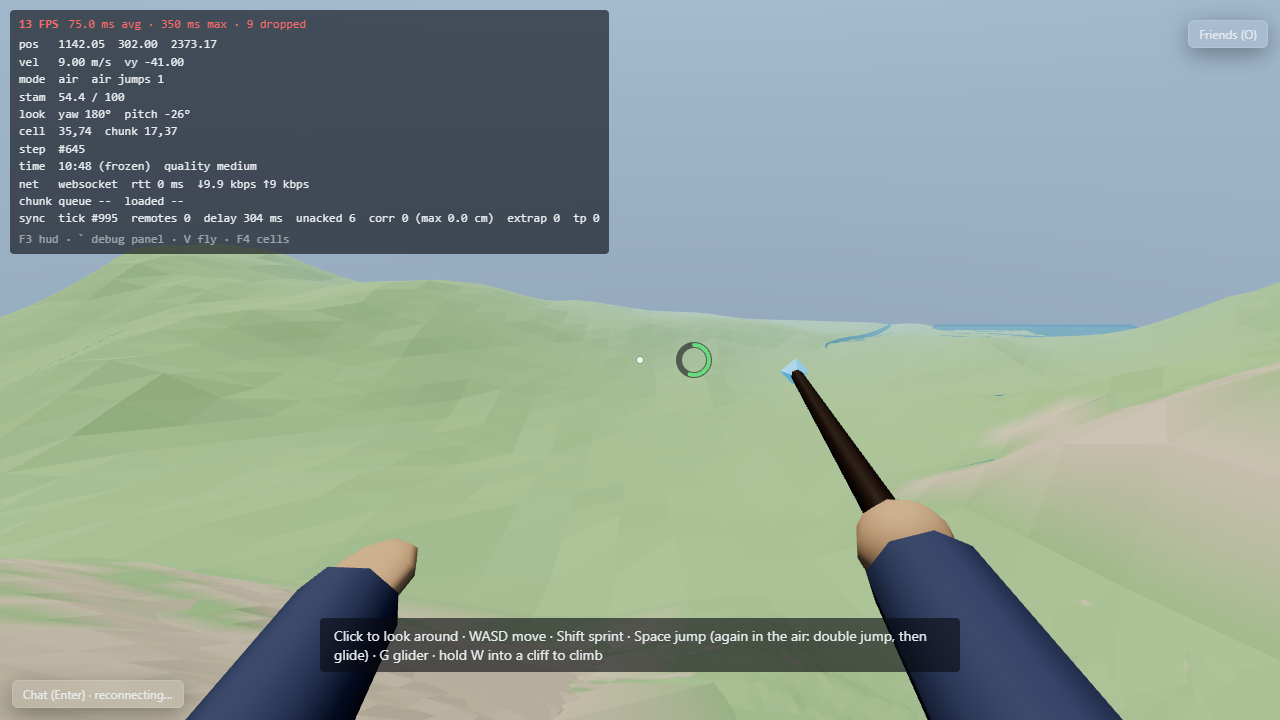 13 FPS 75.0 ms avg · 350 ms max · 9 dropped
pos 1142.05 302.00 2373.17
vel 9.00 m/s vy -41.00
mode air air jumps 1
stam 54.4 / 100
look yaw 180° pitch -26°
cell 35,74 chunk 17,37
step #645
time 10:48 (frozen) quality medium
net websocket rtt 0 ms ↓9.9 kbps ↑9 kbps
chunk queue -- loaded --
sync tick #995 remotes 0 delay 304 ms unacked 6 corr 0 (max 0.0 cm) extrap 0 tp 0
F3 hud · ` debug panel · V fly · F4 cells
Friends (O)
Click to look around · WASD move · Shift sprint · Space jump (again in the air: double jump, then
glide) · G glider · hold W into a cliff to climb
Chat (Enter) · reconnecting...